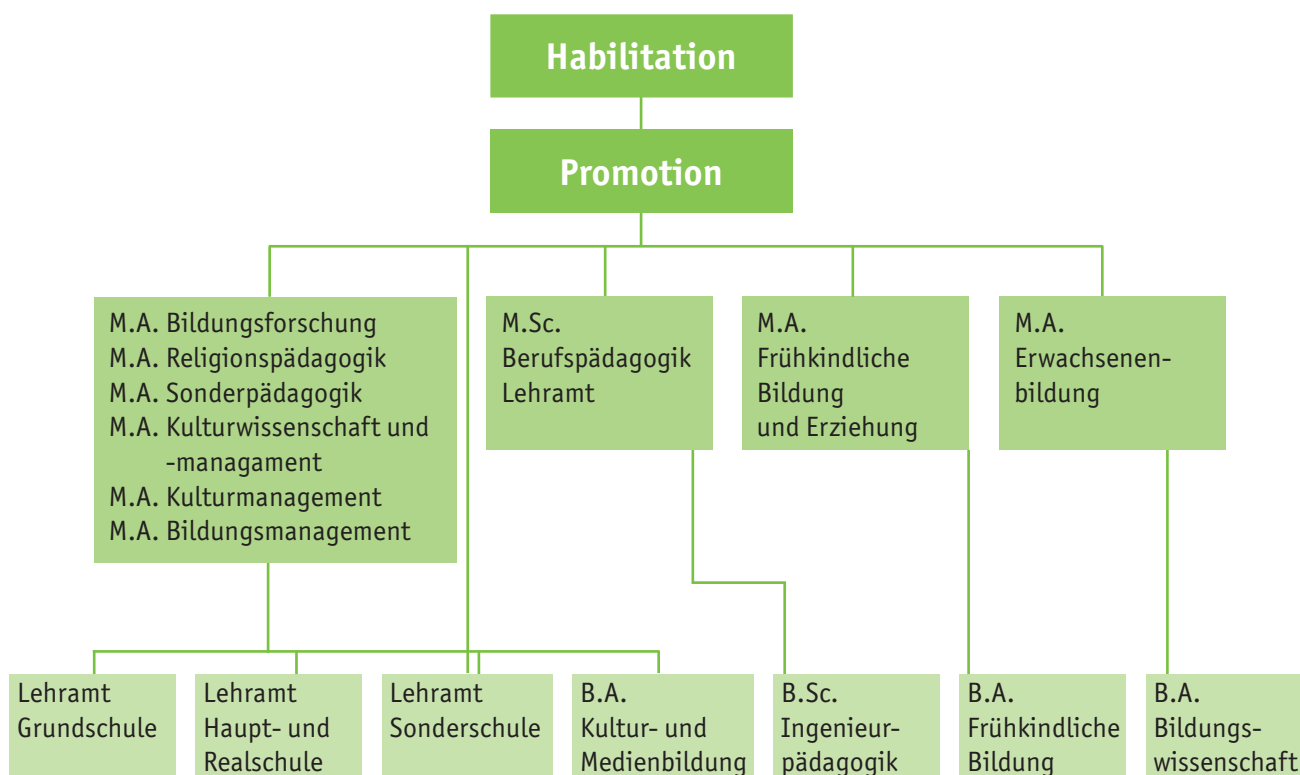 Habilitation
Promotion
M.A. Bildungsforschung
M.A. Religionspädagogik
M.A. Sonderpädagogik
M.A. Kulturwissenschaft und
-managament
M.A. Kulturmanagement
M.A. Bildungsmanagement
M.Sc.
Berufspädagogik
Lehramt
M.A.
Frühkindliche
Bildung
und Erziehung
M.A.
Erwachsenen-
bildung
Lehramt
Grundschule
Lehramt
Haupt- und
Realschule
Lehramt
Sonderschule
B.A.
Kultur- und
Medienbildung
B.Sc.
Ingenieur-
pädagogik
B.A.
Frühkindliche
Bildung
B.A.
Bildungs-
wissenschaft